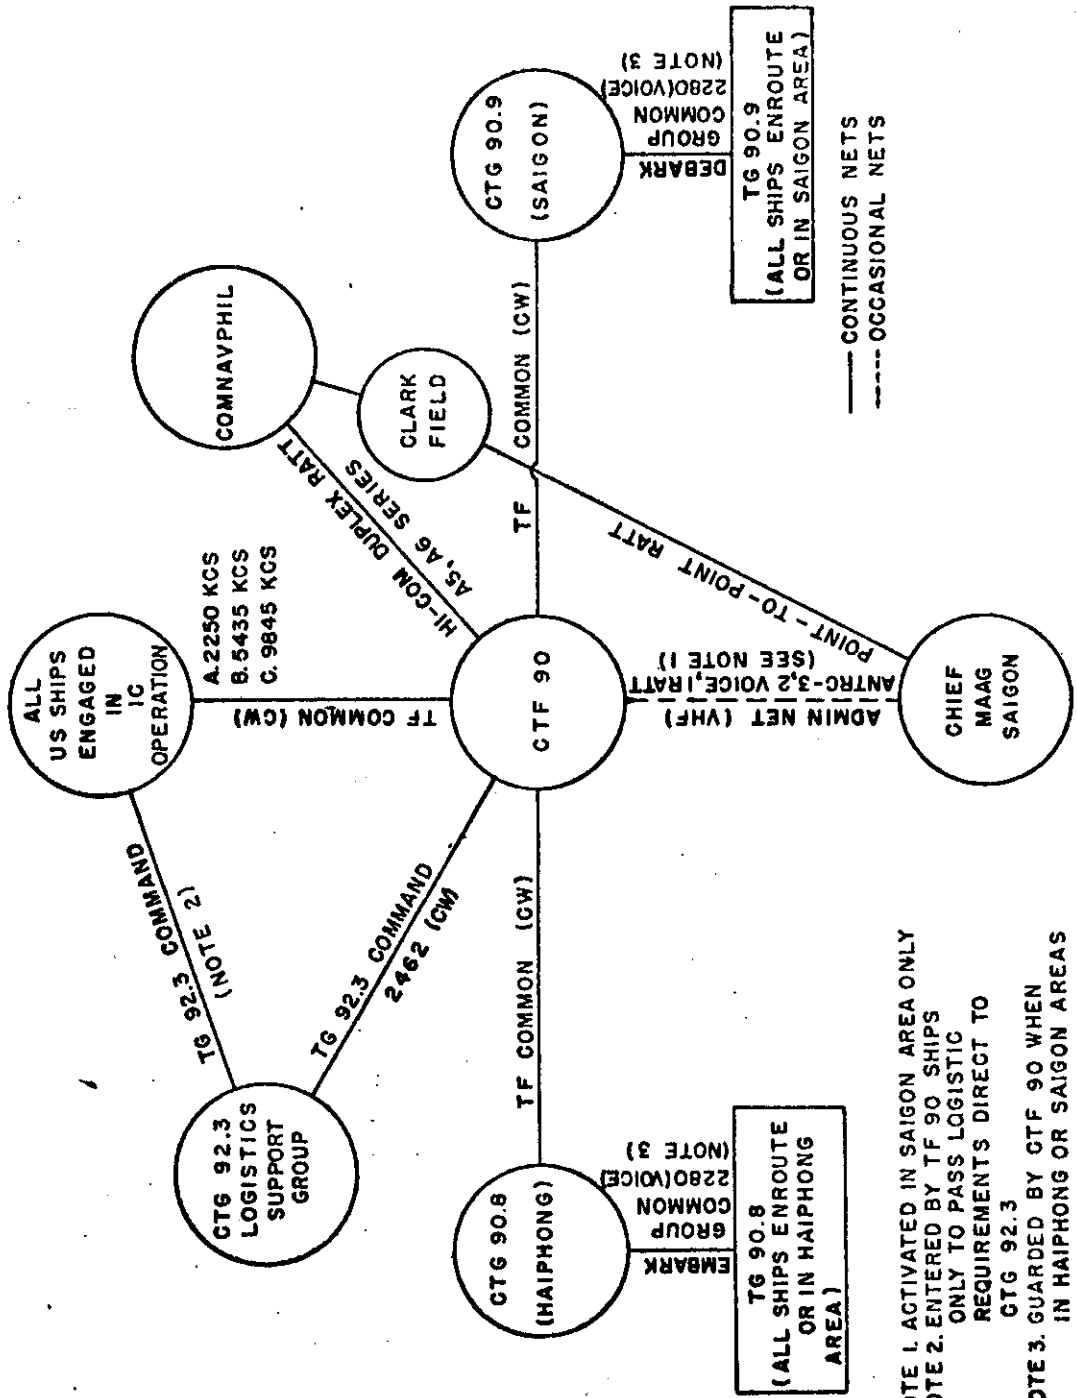 ALL
US SHIPS
ENGAGED
IN
IC
OPERATION
A. 2250 KCS
B. 5435 KCS
C. 9845 KCS
COMNAVPHIL
CLARK
FIELD
TG 92.3 COMMAND
(NOTE 2)
TF COMMON (CW)
HI-COM DUPLEX RATT
A5, A6 SERIES
CTG 92.3
LOGISTICS
SUPPORT
GROUP
TG 92.3 COMMAND
2462 (CW)
CTG 90.8
(HAIPHONG)
TF COMMON (CW)
CTF 90
TF COMMON (CW)
CTG 90.9
(SAIGON)
EMBARK
GROUP
COMMON
2280(VOICE)
(NOTE 3)
TG 90.8
(ALL SHIPS ENROUTE
OR IN HAIPHONG
AREA)
ADMIN NET (VHF)
ANTRC-3,2 VOICE,1 RATT
(SEE NOTE 1)
POINT-TO-POINT RATT
DEBARK
GROUP
COMMON
2280(VOICE)
(NOTE 3)
TG 90.9
(ALL SHIPS ENROUTE
OR IN SAIGON AREA)
CHIEF
MAAG
SAIGON
CONTINUOUS NETS
OCCASIONAL NETS
OTE 1. ACTIVATED IN SAIGON AREA ONLY
OTE 2. ENTERED BY TF 90 SHIPS
ONLY TO PASS LOGISTIC
REQUIREMENTS DIRECT TO
CTG 92.3
OTE 3. GUARDED BY CTF 90 WHEN
IN HAIPHONG OR SAIGON AREAS